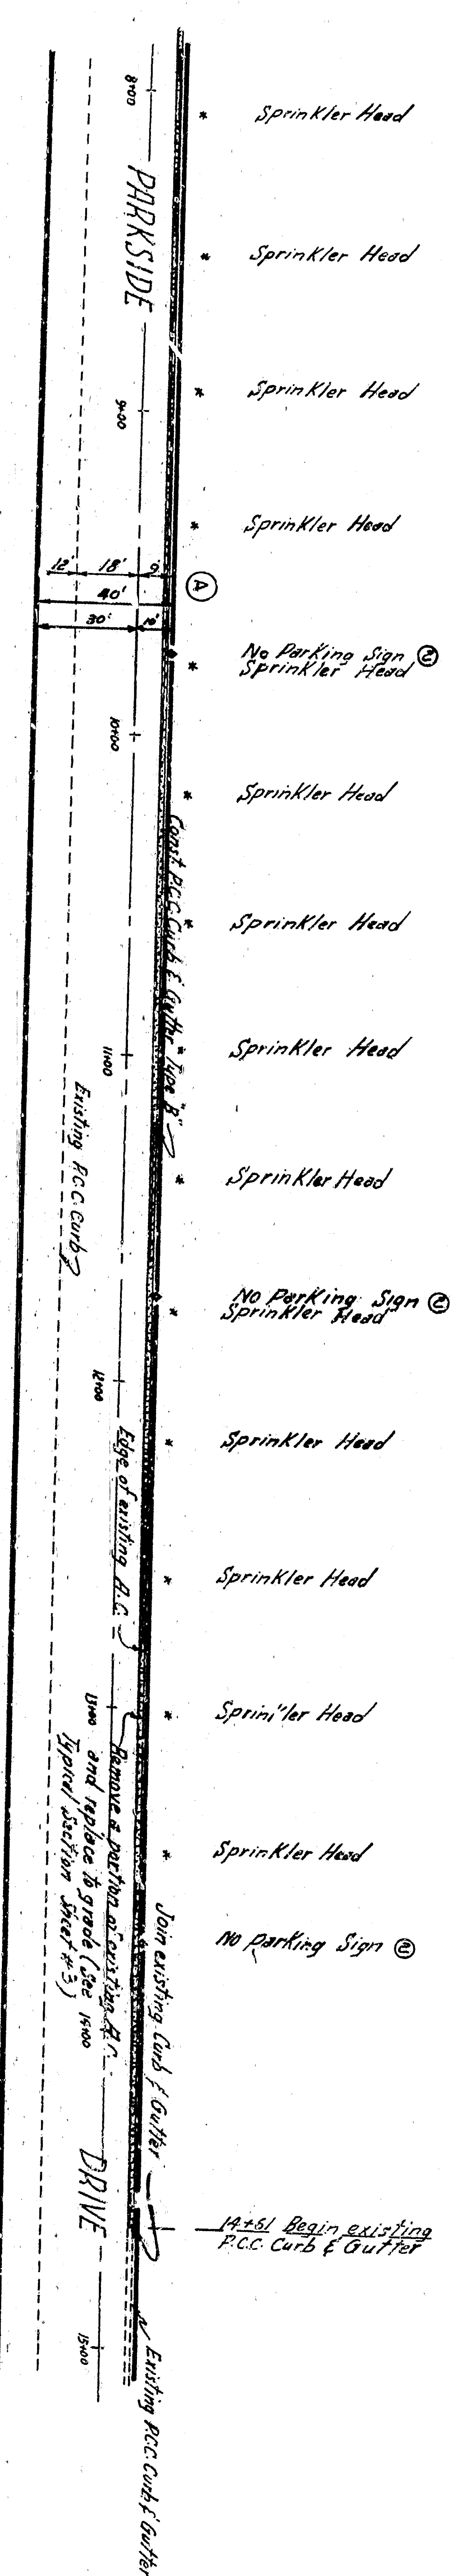 8+00
Sprinkler Head
PARKSIDE
Sprinkler Head
Sprinkler Head
9+00
Sprinkler Head
12' 18' 9'
A
40'
30' 10'
No Parking Sign 2
Sprinkler Head
10+00
Sprinkler Head
Const. P.C.C. Curb & Gutter "Type B"
Sprinkler Head
Sprinkler Head
11+00
Existing P.C.C. Curb
Sprinkler Head
No Parking Sign 2
Sprinkler Head
12+00
Sprinkler Head
Edge of existing A.C.
Sprinkler Head
Sprinkler Head
13+00
Remove a portion of existing A.C.
and replace to grade (See
Typical Section Sheet #3)
Sprinkler Head
Join existing Curb & Gutter
No Parking Sign 2
14+00
DRIVE
14+61 Begin existing
P.C.C. Curb & Gutter
15+00
Existing P.C.C. Curb & Gutter